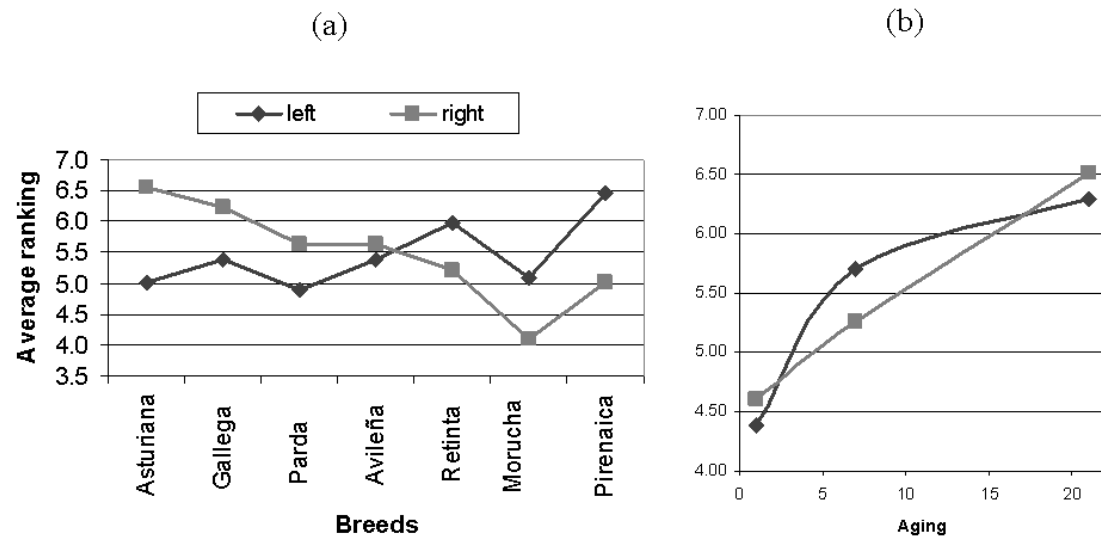 (a)
left
right
Average ranking
7.0
6.5
6.0
5.5
5.0
4.5
4.0
3.5
Asturiana
Gallega
Parda
Avileña
Retinta
Morucha
Pirenaica
Breeds
(b)
7.00
6.50
6.00
5.50
5.00
4.50
4.00
0
5
10
15
20
Aging